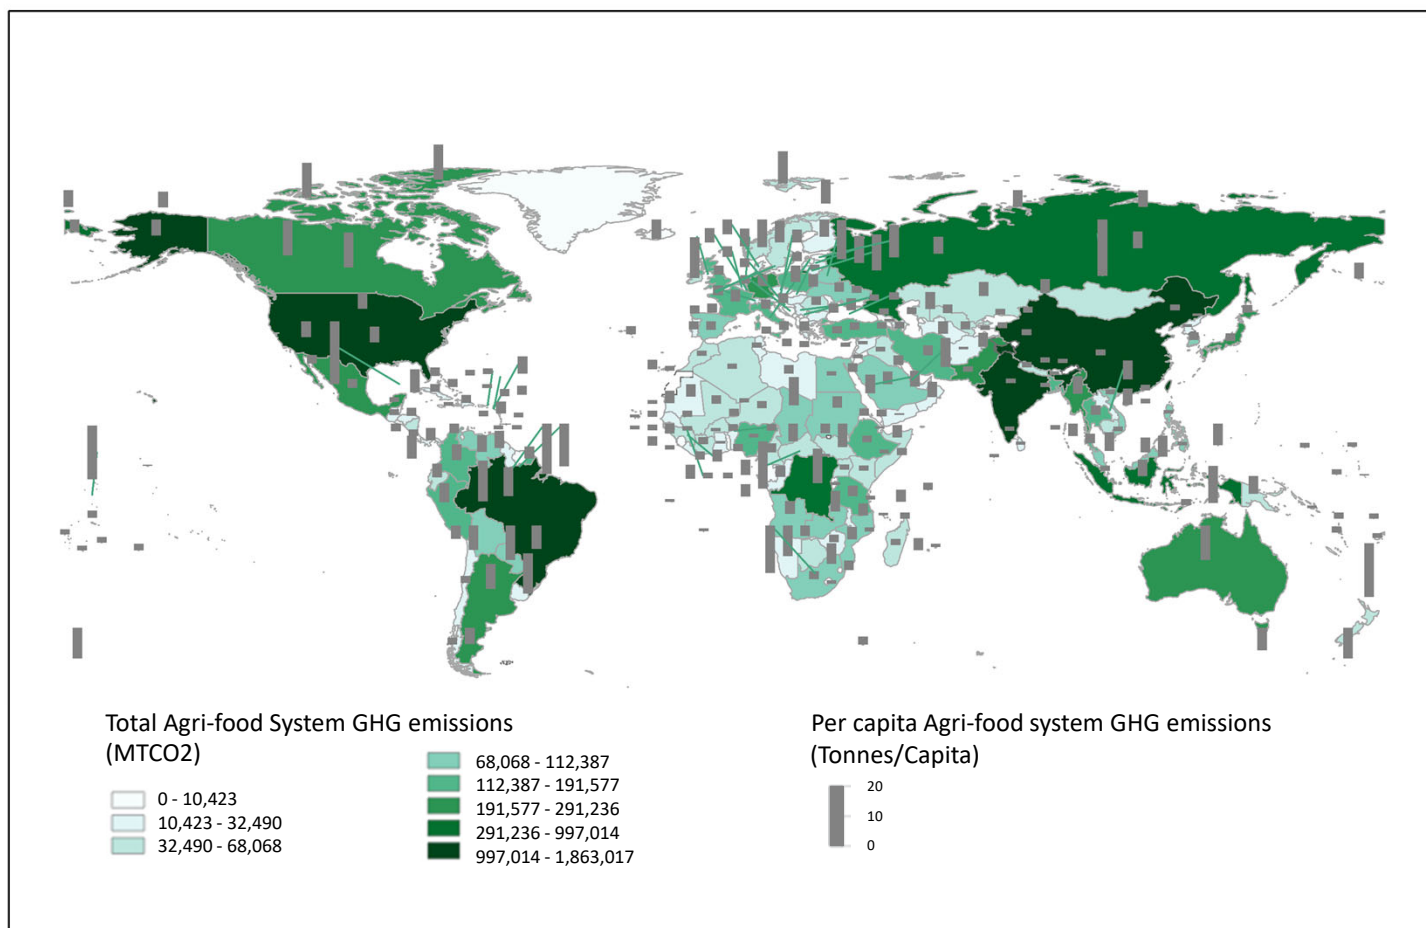 Total Agri-food System GHG emissions
(MTCO2)
0 - 10,423
10,423 - 32,490
32,490 - 68,068
68,068 - 112,387
112,387 - 191,577
191,577 - 291,236
291,236 - 997,014
997,014 - 1,863,017
Per capita Agri-food system GHG emissions
(Tonnes/Capita)
20
10
0